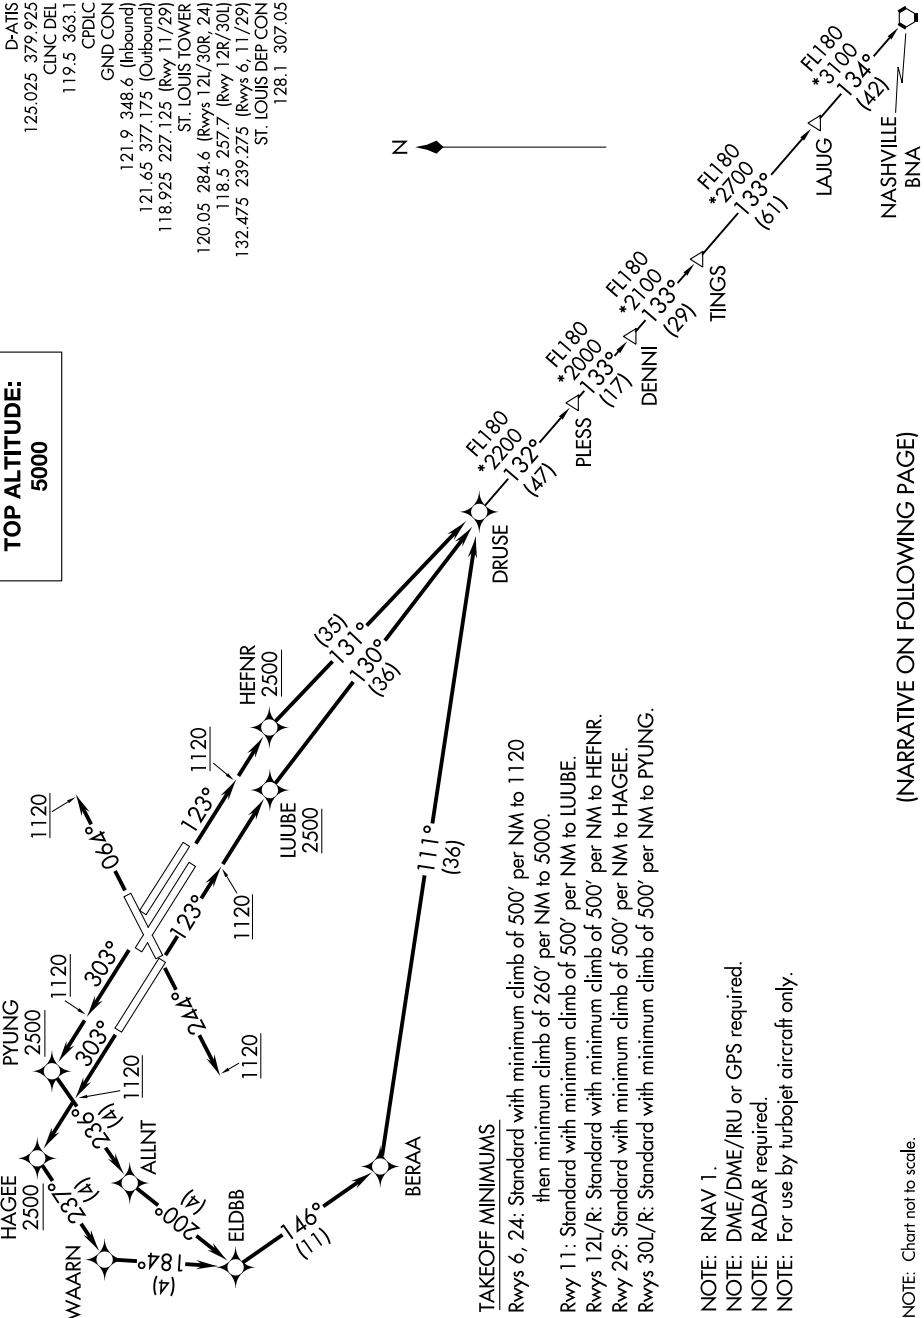 D-ATIS
125.025 379.925
CLNC DEL
119.5 363.1
CPDLC
GND CON
121.9 348.6 (Inbound)
121.65 377.175 (Outbound)
118.925 227.125 (Rwy 11/29)
ST. LOUIS TOWER
120.05 284.6 (Rwys 12L/30R, 24)
118.5 257.7 (Rwy 12R/30L)
132.475 239.275 (Rwys 6, 11/29)
ST. LOUIS DEP CON
128.1 307.05
TOP ALTITUDE:
5000
N
HAGEE
2500
PYUNG
2500
WAARN
ALLNT
ELDBB
BERAA
237°
(4)
236°
(4)
184°
(4)
200°
(4)
146°
(11)
303°
1120
303°
1120
064°
1120
244°
1120
123°
1120
123°
1120
HEFNR
2500
LUUBE
2500
(35)
131°
130°
(36)
111°
(36)
DRUSE
FL180
*2200
132°
(47)
PLESS
FL180
*2000
133°
(17)
DENNI
FL180
*2100
133°
(29)
TINGS
FL180
*2700
133°
(61)
LAJUG
FL180
*3100
134°
(42)
NASHVILLE
BNA
TAKEOFF MINIMUMS
Rwys 6, 24: Standard with minimum climb of 500' per NM to 1120
then minimum climb of 260' per NM to 5000.
Rwy 11: Standard with minimum climb of 500' per NM to LUUBE.
Rwys 12L/R: Standard with minimum climb of 500' per NM to HEFNR.
Rwy 29: Standard with minimum climb of 500' per NM to HAGEE.
Rwys 30L/R: Standard with minimum climb of 500' per NM to PYUNG.
NOTE: RNAV 1.
NOTE: DME/DME/IRU or GPS required.
NOTE: RADAR required.
NOTE: For use by turbojet aircraft only.
(NARRATIVE ON FOLLOWING PAGE)
NOTE: Chart not to scale.